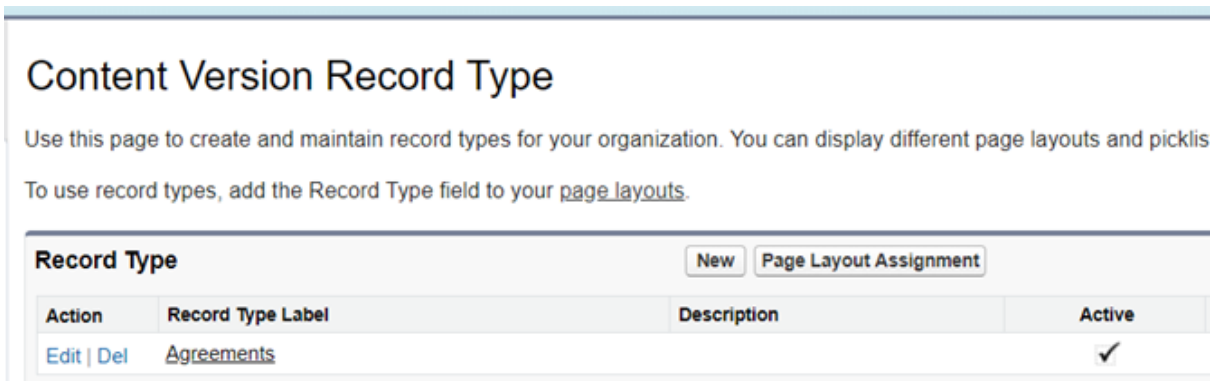 Content Version Record Type
Use this page to create and maintain record types for your organization. You can display different page layouts and
To use record types, add the Record Type field to your page layouts.
Record Type New Page Layout Assignment
Action Record Type Label Description Active
Edit | Del Agreements